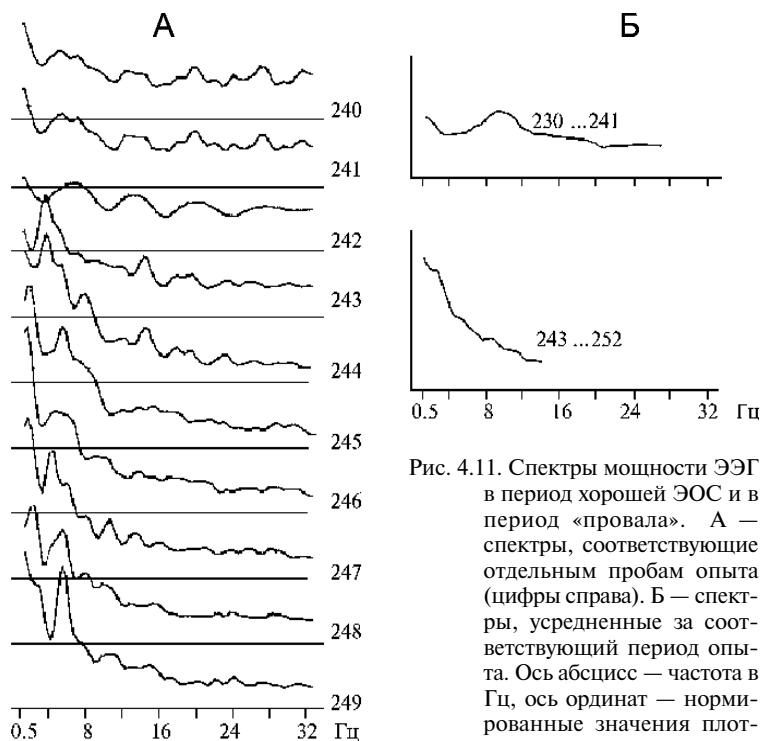 А
Б
240
241
242
243
244
245
246
247
248
249
0.5 8 16 24 32 Гц
230 ...241
243 ...252
0.5 8 16 24 32 Гц
Рис. 4.11. Спектры мощности ЭЭГ
в период хорошей ЭОС и в
период «провала». А —
спектры, соответствующие
отдельным пробам опыта
(цифры справа). Б — спект-
ры, усредненные за соот-
ветствующий период опы-
та. Ось абсцисс — частота в
Гц, ось ординат — норми-
рованные значения плот-